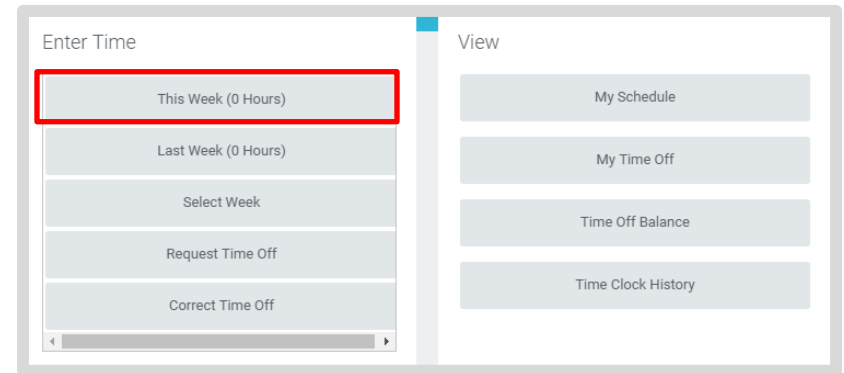 Enter Time
This Week (0 Hours)
Last Week (0 Hours)
Select Week
Request Time Off
Correct Time Off
View
My Schedule
My Time Off
Time Off Balance
Time Clock History